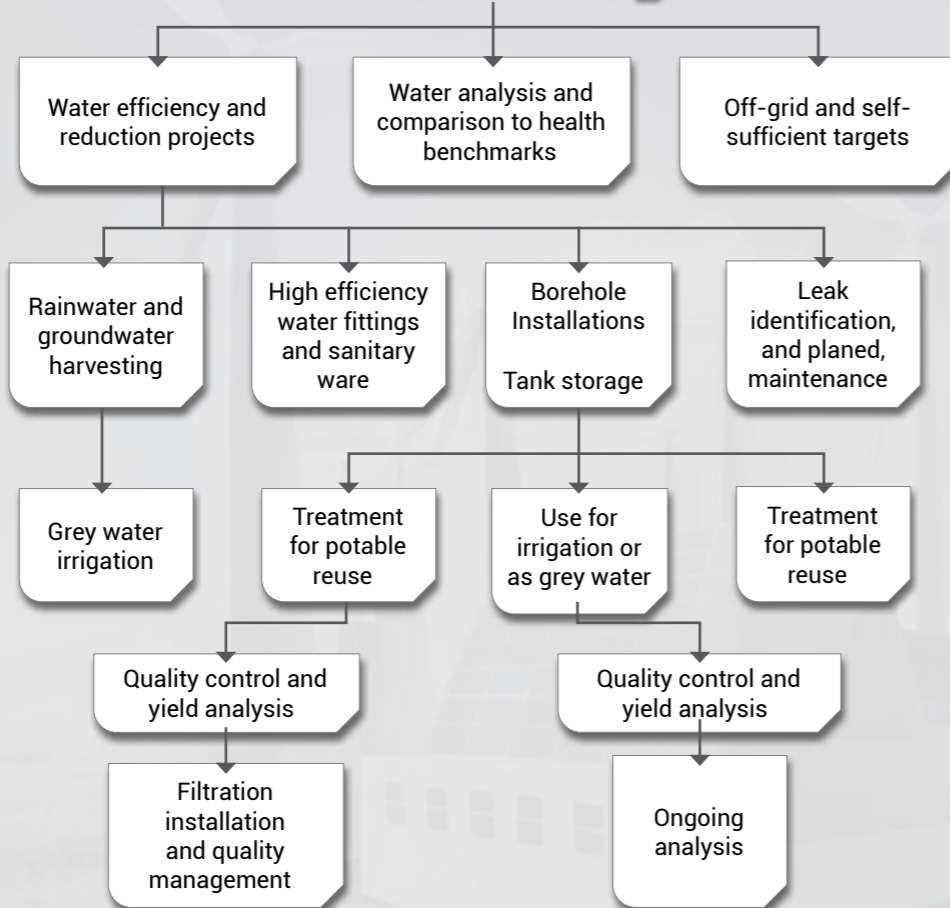 Water efficiency and
reduction projects
Water analysis and
comparison to health
benchmarks
Off-grid and self-
sufficient targets
Rainwater and
groundwater
harvesting
High efficiency
water fittings
and sanitary
ware
Borehole
Installations
Tank storage
Leak
identification,
and planed,
maintenance
Grey water
irrigation
Treatment
for potable
reuse
Use for
irrigation or
as grey water
Treatment
for potable
reuse
Quality control and
yield analysis
Quality control and
yield analysis
Filtration
installation
and quality
management
Ongoing
analysis